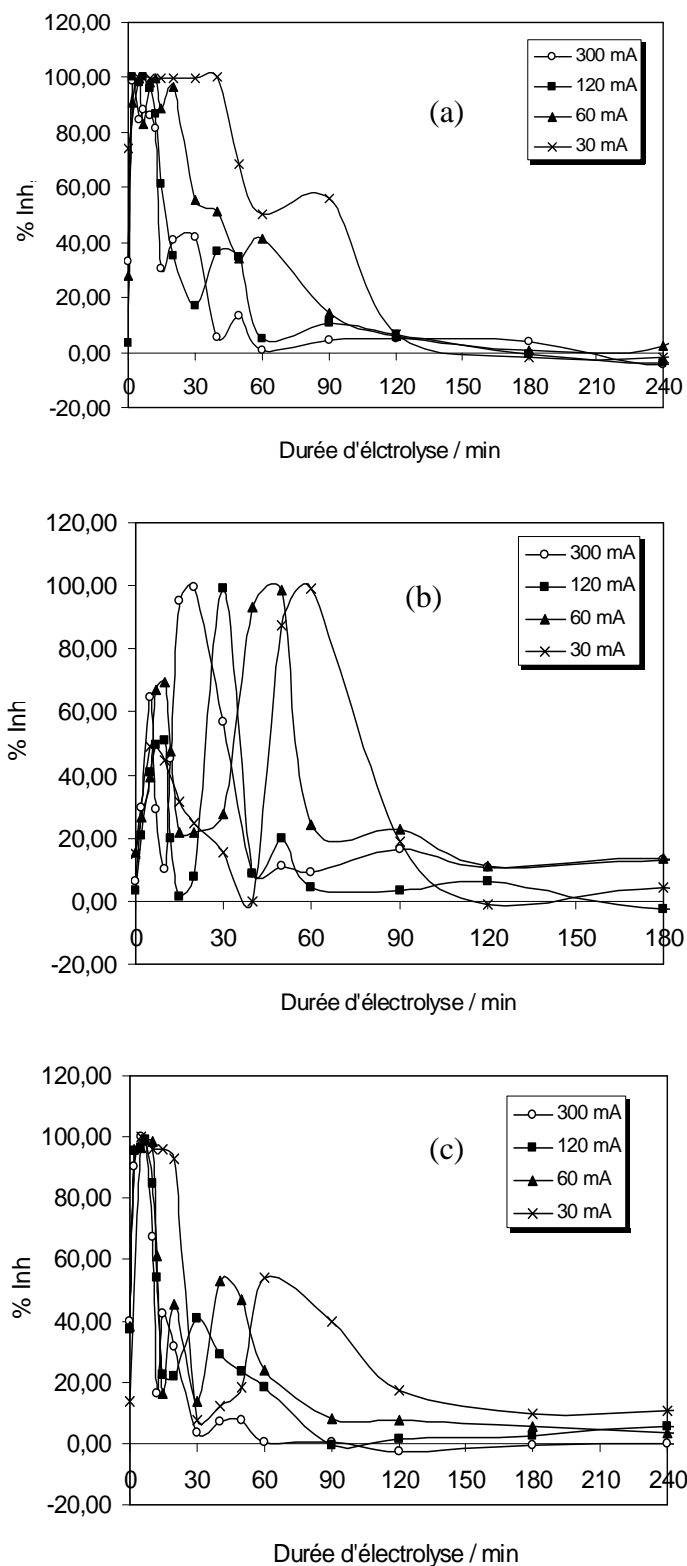 120,00
100,00
80,00
60,00
40,00
20,00
0,00
-20,00
% Inh.
(a)
300 mA
120 mA
60 mA
30 mA
0 30 60 90 120 150 180 210 240
Durée d'élctrolyse / min
120,00
100,00
80,00
60,00
40,00
20,00
0,00
-20,00
% Inh
(b)
300 mA
120 mA
60 mA
30 mA
0 30 60 90 120 150 180
Durée d'électrolyse / min
120,00
100,00
80,00
60,00
40,00
20,00
0,00
-20,00
% Inh
(c)
300 mA
120 mA
60 mA
30 mA
0 30 60 90 120 150 180 210 240
Durée d'électrolyse / min